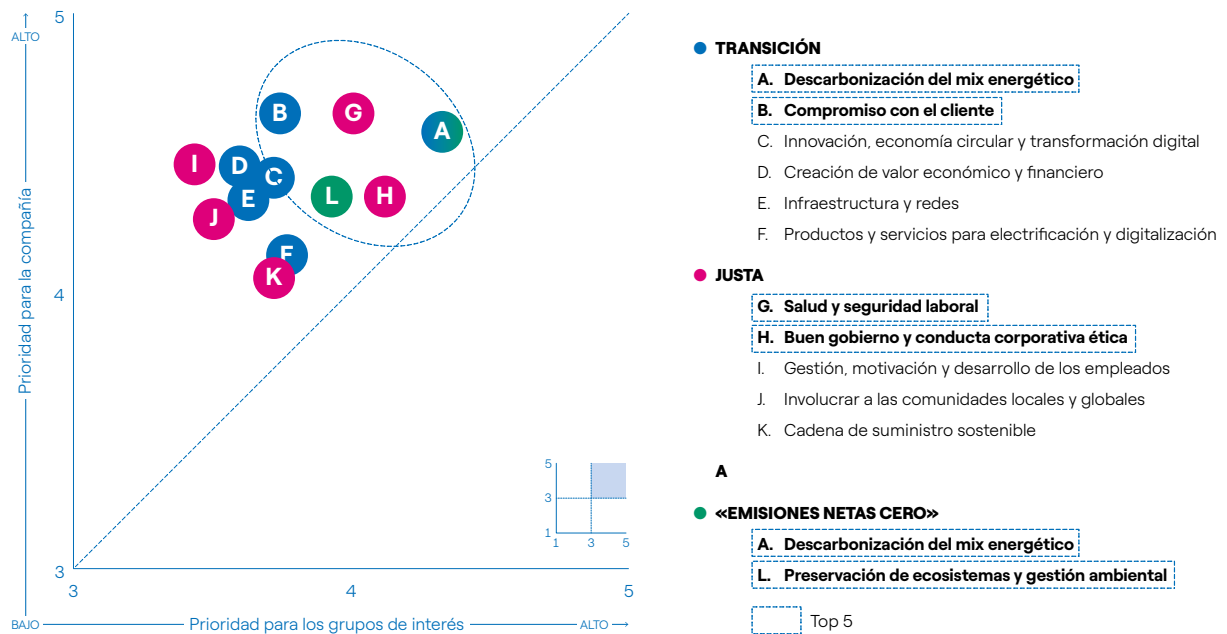 5
ALTO
Prioridad para la compañía
4
3
BAJO
3
4
5
Prioridad para los grupos de interés
ALTO
B
G
A
I
D
C
E
L
H
J
F
K
5
3
1
1
3
5
TRANSICIÓN
A. Descarbonización del mix energético
B. Compromiso con el cliente
C. Innovación, economía circular y transformación digital
D. Creación de valor económico y financiero
E. Infraestructura y redes
F. Productos y servicios para electrificación y digitalización
JUSTA
G. Salud y seguridad laboral
H. Buen gobierno y conducta corporativa ética
I. Gestión, motivación y desarrollo de los empleados
J. Involucrar a las comunidades locales y globales
K. Cadena de suministro sostenible
A
«EMISIONES NETAS CERO»
A. Descarbonización del mix energético
L. Preservación de ecosistemas y gestión ambiental
Top 5